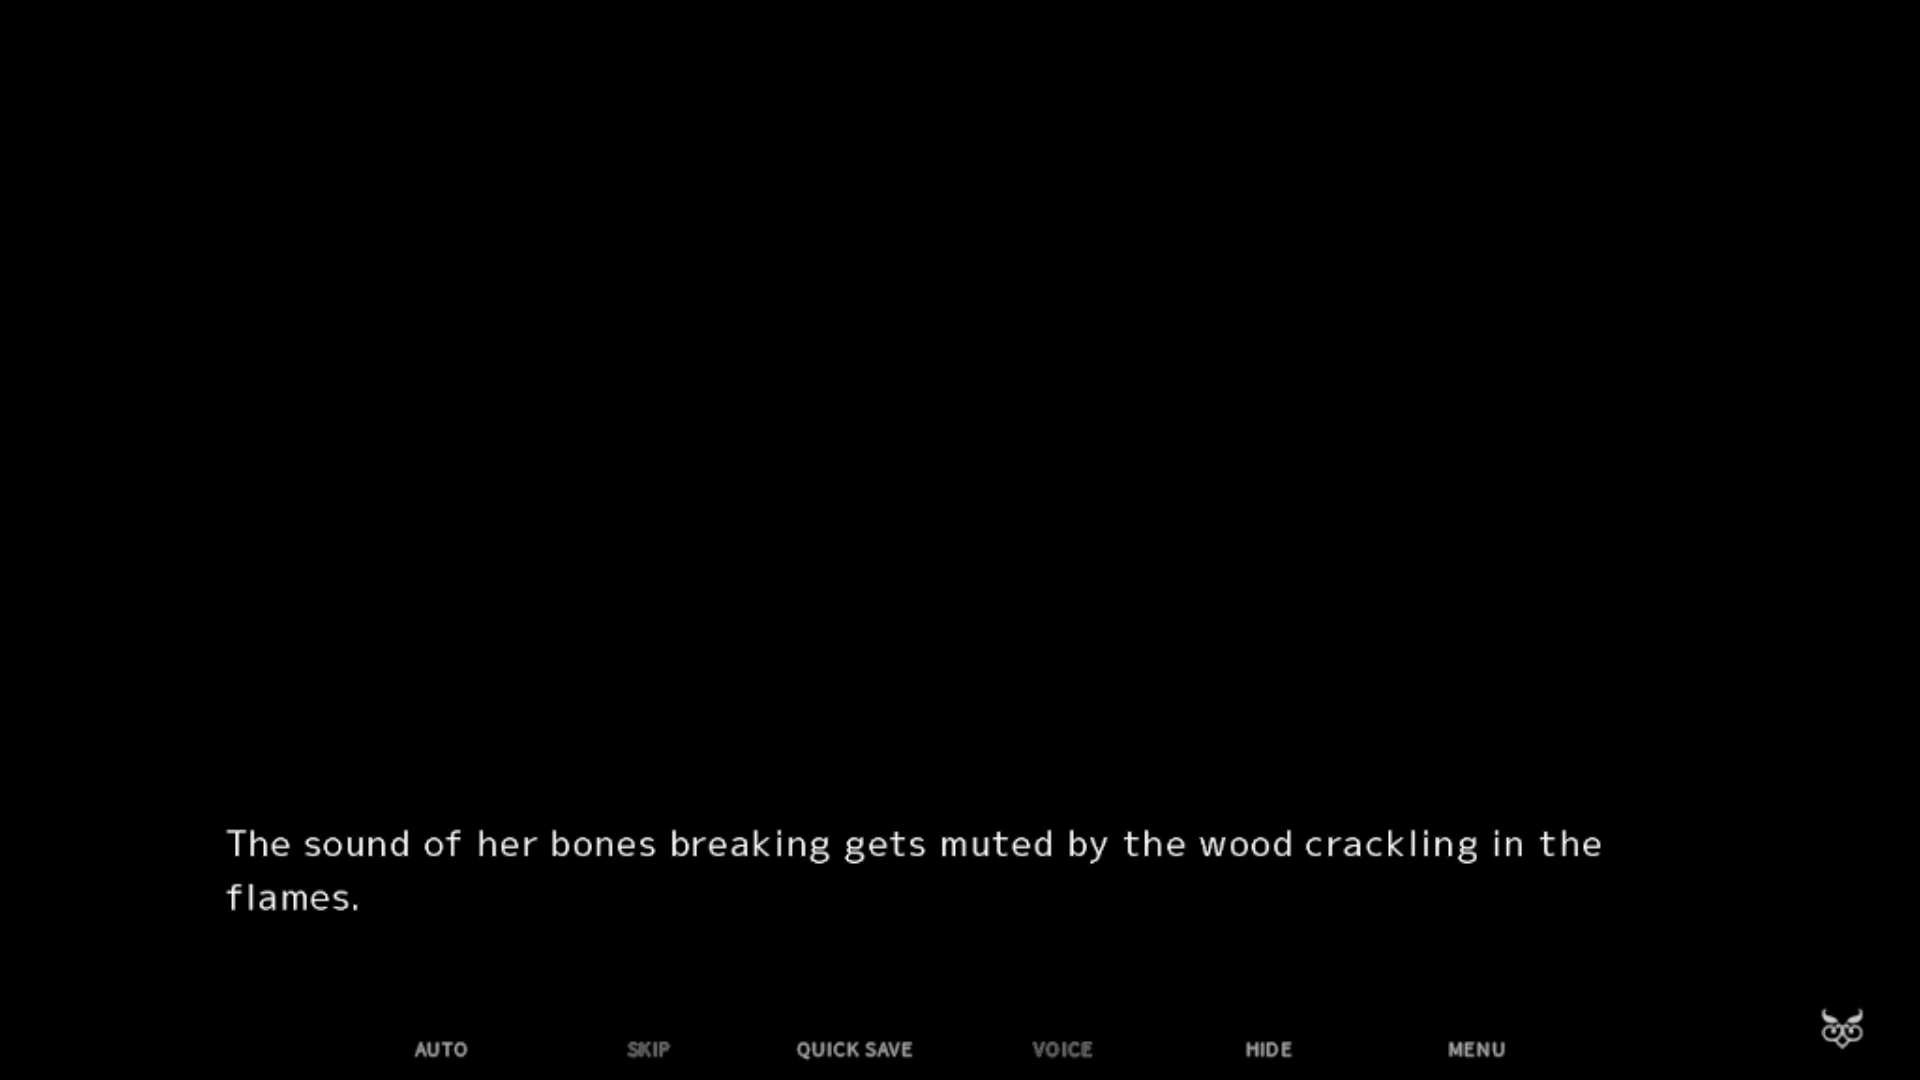 The sound of her bones breaking gets muted by the wood crackling in the
flames.
AUTO SKIP QUICK SAVE VOICE HIDE MENU